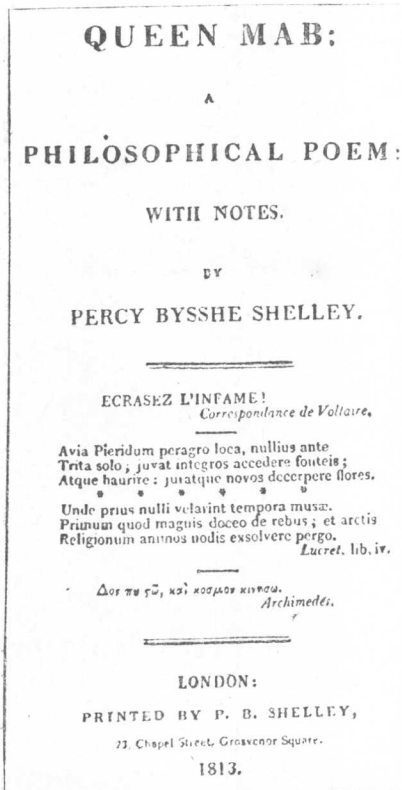 QUEEN MAB:
A
PHILOSOPHICAL POEM:
WITH NOTES.
BY
PERCY BYSSHE SHELLEY.
ECRASEZ L'INFAME!
Correspondance de Voltaire.
Avia Pieridum peragro loca, nullius ante
Trita solo; juvat integros accedere fonteis;
Atque haurire: juratque novos decerpere flores.
* * * * * *
Unde prius nulli velarint tempora musæ.
Primum quod magnis doceo de rebus; et arctis
Religionum animos nodis exsolvere pergo.
Lucret. lib. iv.
Δος που ϛῶ, και κοσμον κινησω.
Archimedes.
LONDON:
PRINTED BY P. B. SHELLEY,
23, Chapel Street, Grosvenor Square.
1813.